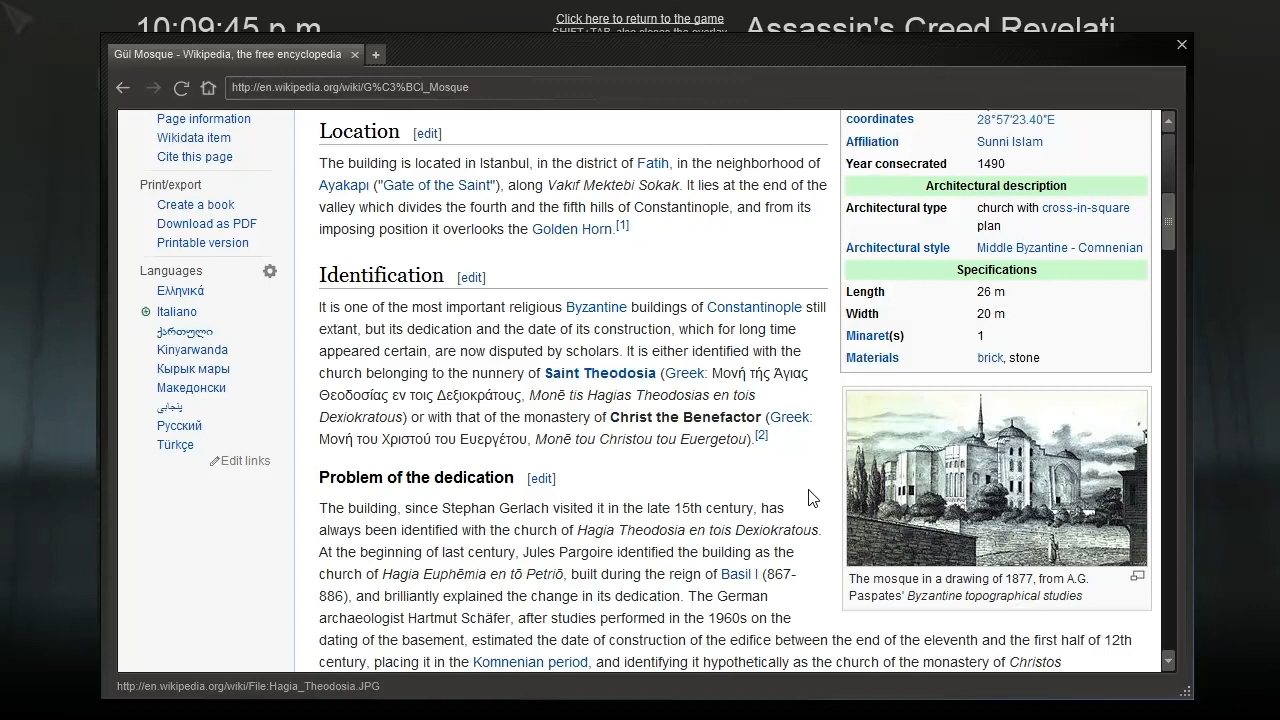 10:09:45 p.m
Click here to return to the game
Assassin's Creed Revelati
Gül Mosque - Wikipedia, the free encyclopedia
http://en.wikipedia.org/wiki/G%C3%BCl_Mosque
Page information
Wikidata item
Cite this page
Print/export
Create a book
Download as PDF
Printable version
Languages
Ελληνικά
Italiano
ქართული
Kinyarwanda
Кырык мары
Македонски
پنجابی
Русский
Türkçe
Edit links
Location [edit]
The building is located in Istanbul, in the district of Fatih, in the neighborhood of
Ayakapı ("Gate of the Saint"), along Vakıf Mektebi Sokak. It lies at the end of the
valley which divides the fourth and the fifth hills of Constantinople, and from its
imposing position it overlooks the Golden Horn.[1]
Identification [edit]
It is one of the most important religious Byzantine buildings of Constantinople still
extant, but its dedication and the date of its construction, which for long time
appeared certain, are now disputed by scholars. It is either identified with the
church belonging to the nunnery of Saint Theodosia (Greek: Μονή τής Άγιας
Θεοδοσίας εν τοις Δεξιοκράτους, Monē tis Hagias Theodosias en tois
Dexiokratous) or with that of the monastery of Christ the Benefactor (Greek:
Μονή του Χριστού του Ευεργέτου, Monē tou Christou tou Euergetou).[2]
Problem of the dedication [edit]
The building, since Stephan Gerlach visited it in the late 15th century, has
always been identified with the church of Hagia Theodosia en tois Dexiokratous.
At the beginning of last century, Jules Pargoire identified the building as the
church of Hagia Euphēmia en tō Petriō, built during the reign of Basil I (867-
886), and brilliantly explained the change in its dedication. The German
archaeologist Hartmut Schäfer, after studies performed in the 1960s on the
dating of the basement, estimated the date of construction of the edifice between the end of the eleventh and the first half of 12th
century, placing it in the Komnenian period, and identifying it hypothetically as the church of the monastery of Christos
coordinates 28°57′23.40″E
Affiliation Sunni Islam
Year consecrated 1490
Architectural description
Architectural type church with cross-in-square
plan
Architectural style Middle Byzantine - Comnenian
Specifications
Length 26 m
Width 20 m
Minaret(s) 1
Materials brick, stone
The mosque in a drawing of 1877, from A.G.
Paspates' Byzantine topographical studies
http://en.wikipedia.org/wiki/File:Hagia_Theodosia.JPG